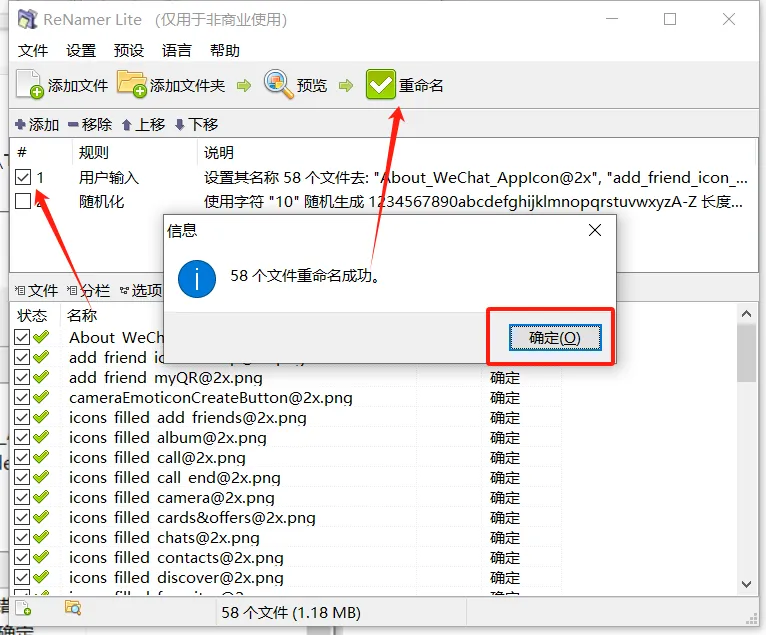 ReNamer Lite (仅用于非商业使用)
文件 设置 预设 语言 帮助
添加文件 添加文件夹 预览 重命名
添加 移除 上移 下移
# 规则 说明
1 用户输入 设置其名称 58 个文件去: "About_WeChat_AppIcon@2x", "add_friend_icon_...
随机化 使用字符 "10" 随机生成 1234567890abcdefghijklmnopqrstuvwxyzA-Z 长度...
信息
58 个文件重命名成功。
确定(O)
文件 分栏 选项
状态 名称
About WeCh
add friend
add friend myQR@2x.png 确定
cameraEmoticonCreateButton@2x.png 确定
icons filled add friends@2x.png 确定
icons filled album@2x.png 确定
icons filled call@2x.png 确定
icons filled call end@2x.png 确定
icons filled camera@2x.png 确定
icons filled cards&offers@2x.png 确定
icons filled chats@2x.png 确定
icons filled contacts@2x.png 确定
icons filled discover@2x.png 确定
58 个文件 (1.18 MB)